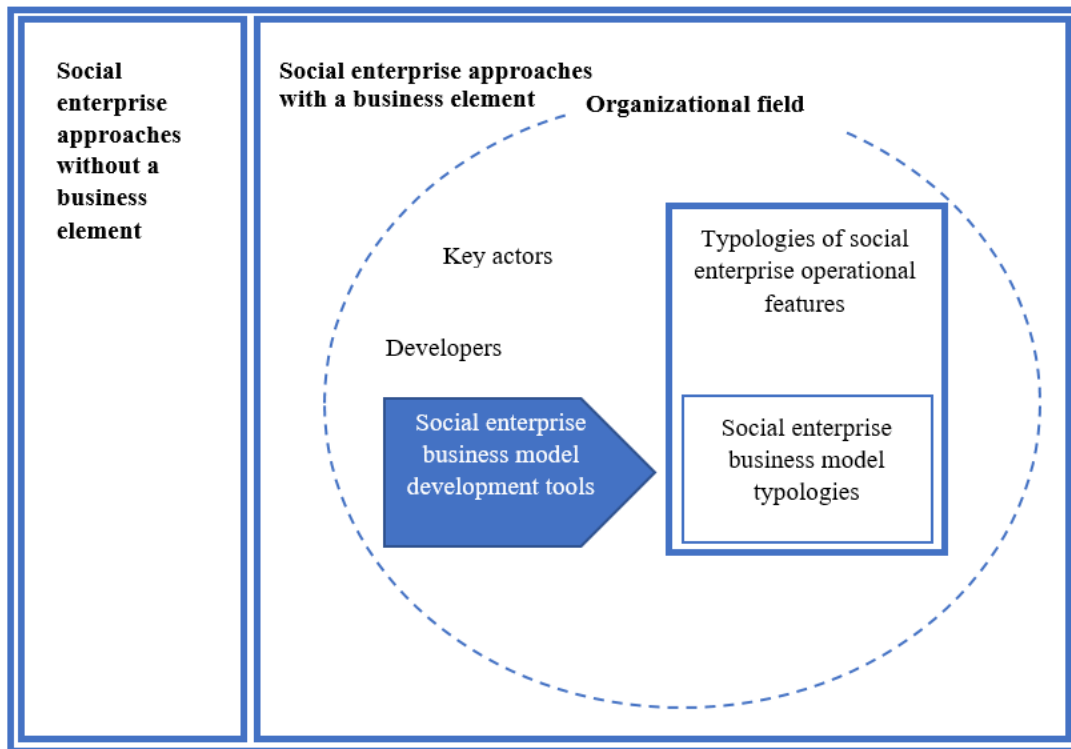 Social
enterprise
approaches
without a
business
element
Social enterprise approaches
with a business element
Organizational field
Key actors
Developers
Social enterprise
business model
development tools
Typologies of social
enterprise operational
features
Social enterprise
business model
typologies